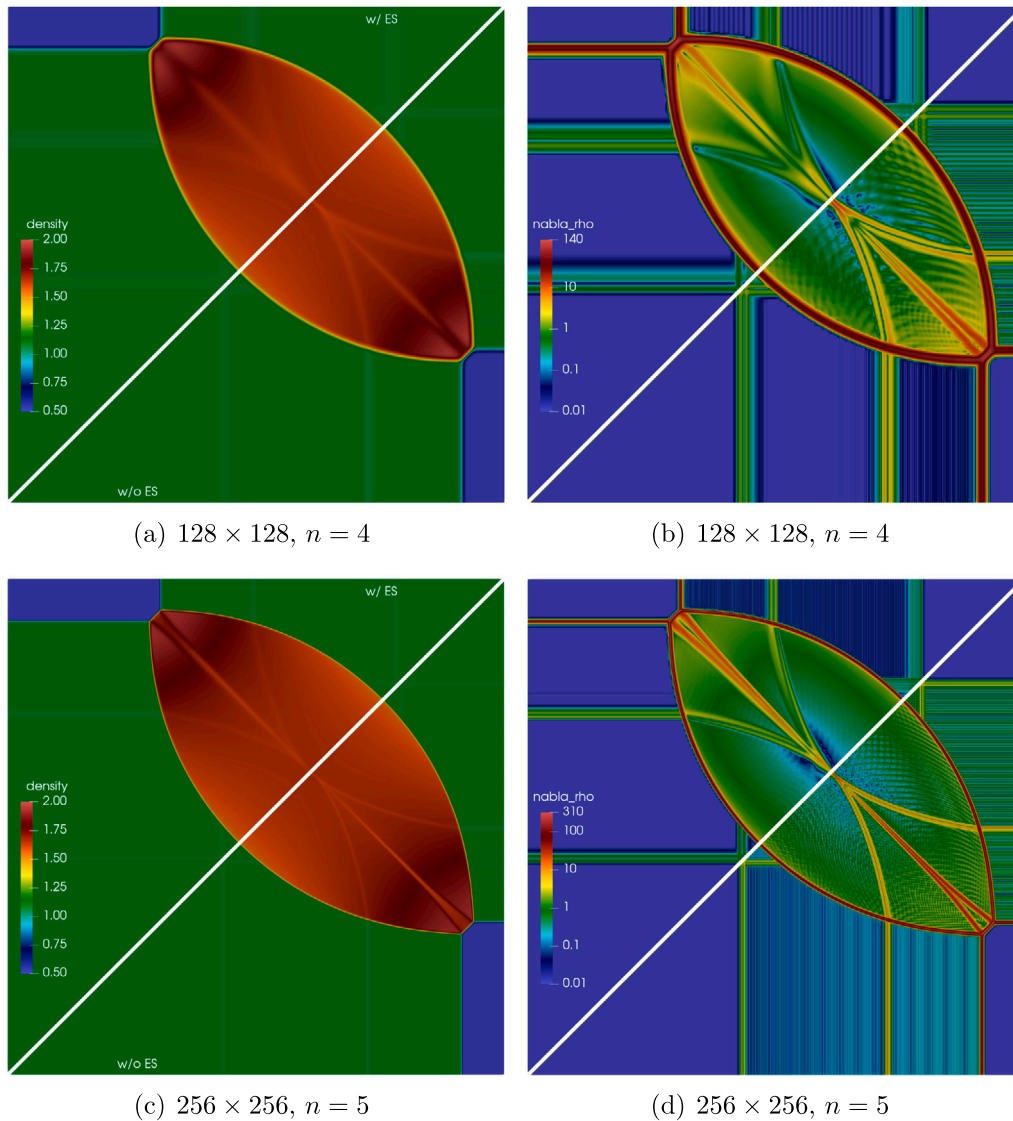 w/ ES
density
2.00
1.75
1.50
1.25
1.00
0.75
0.50
w/o ES
nabla_rho
140
10
1
0.1
0.01
(a) 128 × 128, n = 4
(b) 128 × 128, n = 4
w/ ES
density
2.00
1.75
1.50
1.25
1.00
0.75
0.50
w/o ES
nabla_rho
310
100
10
1
0.1
0.01
(c) 256 × 256, n = 5
(d) 256 × 256, n = 5